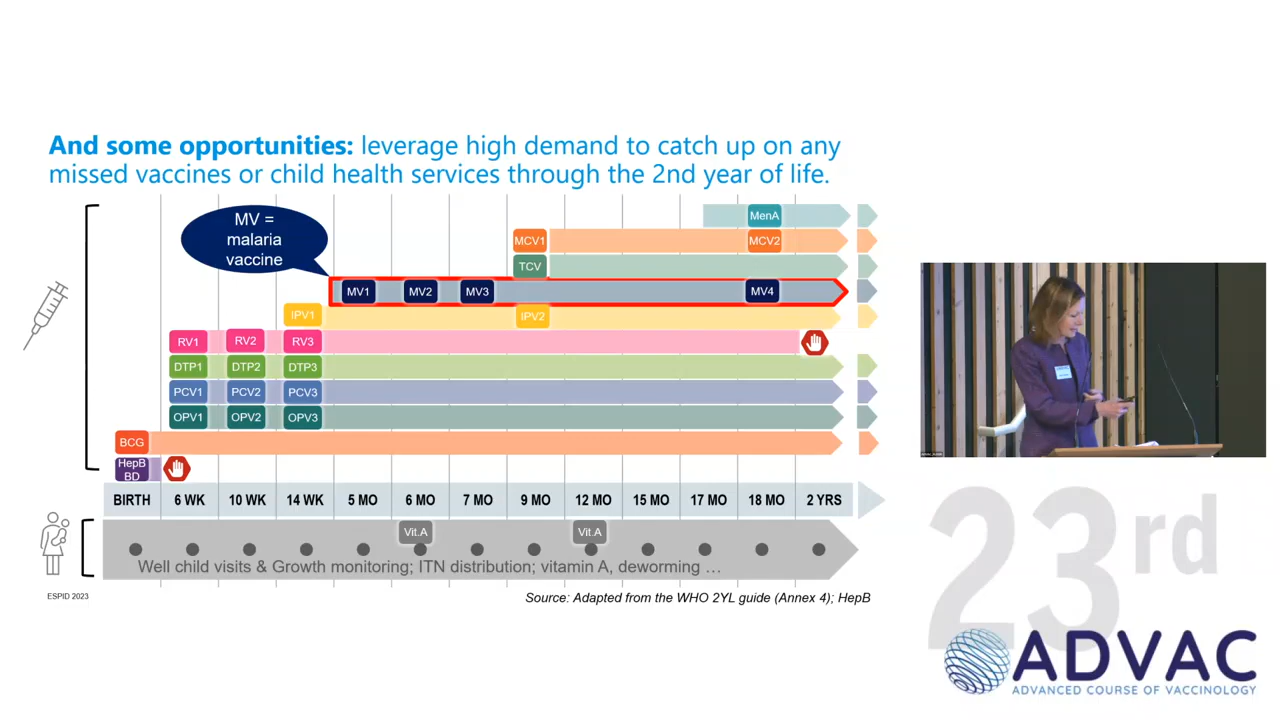 And some opportunities: leverage high demand to catch up on any
missed vaccines or child health services through the 2nd year of life.
MV =
malaria
vaccine
MenA
MCV1
MCV2
TCV
MV1
MV2
MV3
MV4
IPV1
IPV2
RV1
RV2
RV3
DTP1
DTP2
DTP3
PCV1
PCV2
PCV3
OPV1
OPV2
OPV3
BCG
HepB
BD
BIRTH
6 WK
10 WK
14 WK
5 MO
6 MO
7 MO
9 MO
12 MO
15 MO
17 MO
18 MO
2 YRS
Vit.A
Vit.A
Well child visits & Growth monitoring; ITN distribution; vitamin A, deworming …
ESPID 2023
Source: Adapted from the WHO 2YL guide (Annex 4); HepB
23rd
ADVAC
ADVANCED COURSE OF VACCINOLOGY